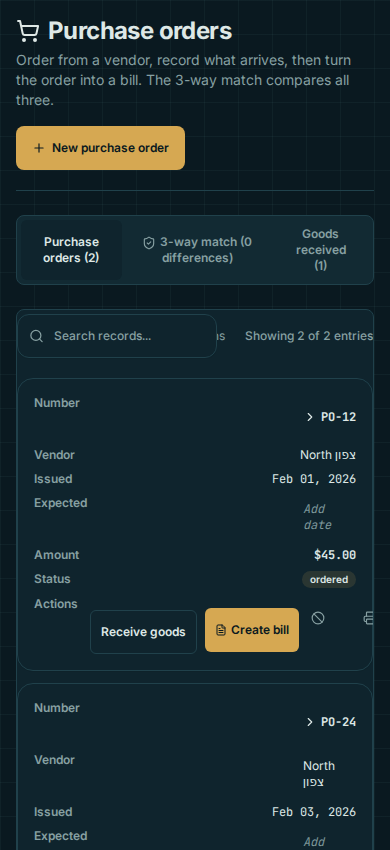 Purchase orders
Order from a vendor, record what arrives, then turn
the order into a bill. The 3-way match compares all
three.
New purchase order
Purchase
orders (2)
3-way match (0
differences)
Goods
received
(1)
Search records...
Showing 2 of 2 entries
Number
PO-12
Vendor
North צפון
Issued
Feb 01, 2026
Expected
Add
date
Amount
$45.00
Status
ordered
Actions
Receive goods
Create bill
Number
PO-24
Vendor
North
צפון
Issued
Feb 03, 2026
Expected
Add